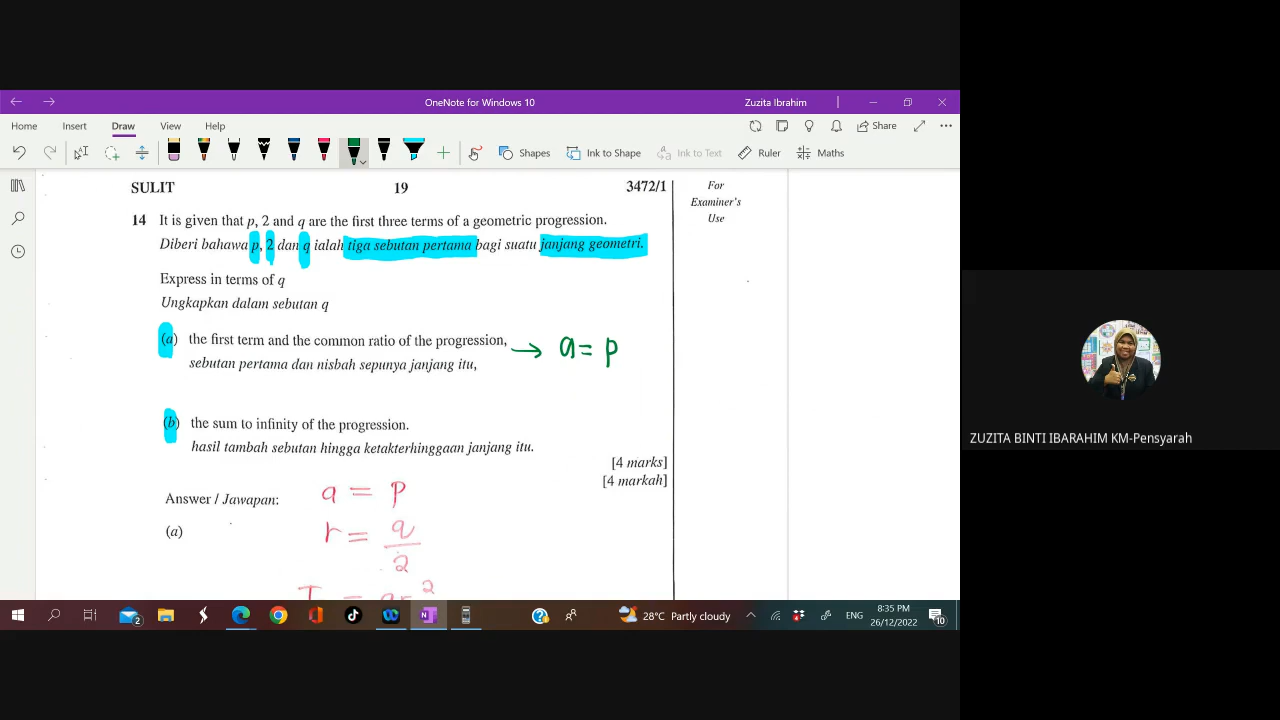 OneNote for Windows 10
Zuzita Ibrahim
Home Insert Draw View Help
Share
Shapes
Ink to Shape
Ink to Text
Ruler
Maths
SULIT 19 3472/1
For
Examiner's
Use
14 It is given that p, 2 and q are the first three terms of a geometric progression.
Diberi bahawa p, 2 dan q ialah tiga sebutan pertama bagi suatu janjang geometri.
Express in terms of q
Ungkapkan dalam sebutan q
(a) the first term and the common ratio of the progression, → a = p
sebutan pertama dan nisbah sepunya janjang itu,
(b) the sum to infinity of the progression.
hasil tambah sebutan hingga ketakterhinggaan janjang itu.
[4 marks]
[4 markah]
Answer / Jawapan:
a = p
(a)
r = q/2
T = ar²
ZUZITA BINTI IBARAHIM KM-Pensyarah
2
28°C Partly cloudy
ENG
8:35 PM
26/12/2022
10